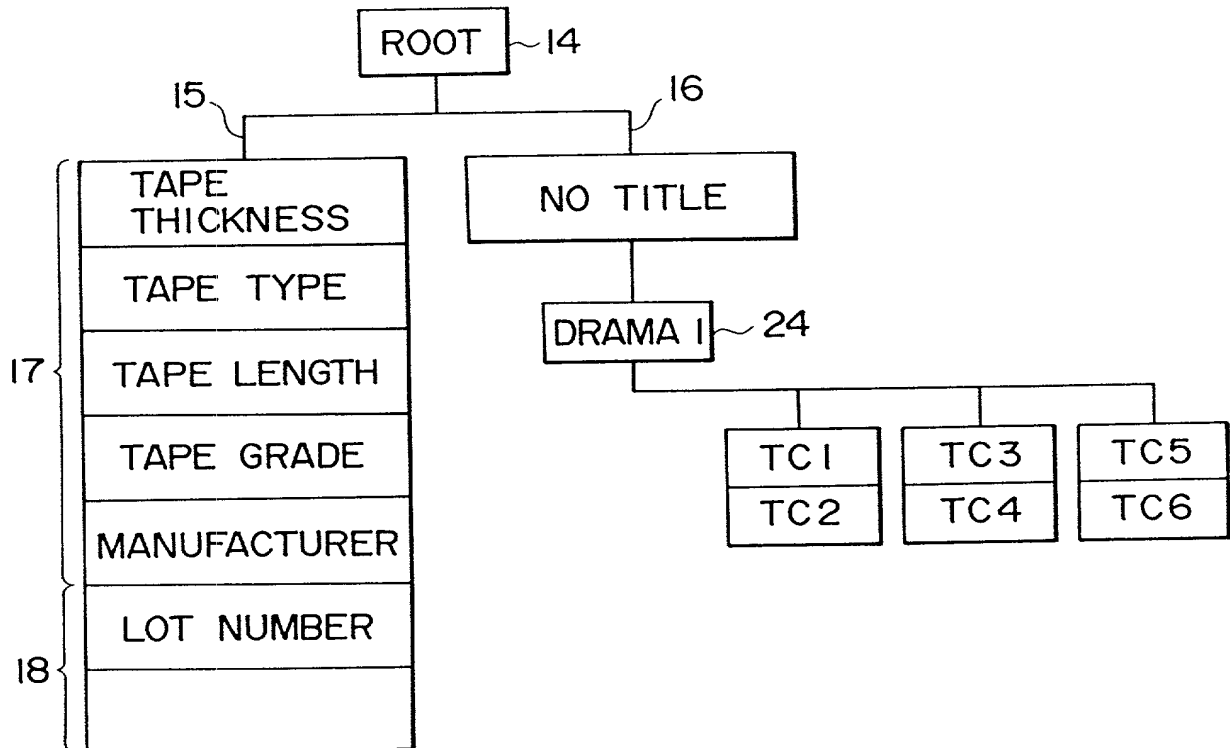 ROOT 14
15
16
TAPE
THICKNESS
NO TITLE
TAPE TYPE
DRAMA 1 24
17
TAPE LENGTH
TAPE GRADE
TC1 TC3 TC5
TC2 TC4 TC6
MANUFACTURER
LOT NUMBER
18